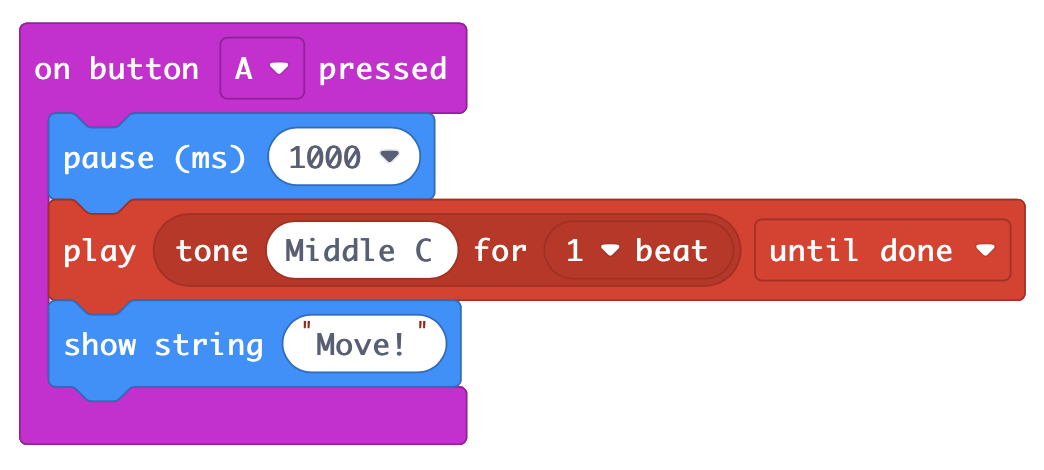 on button A pressed
pause (ms) 1000
play tone Middle C for 1 beat until done
show string "Move!"